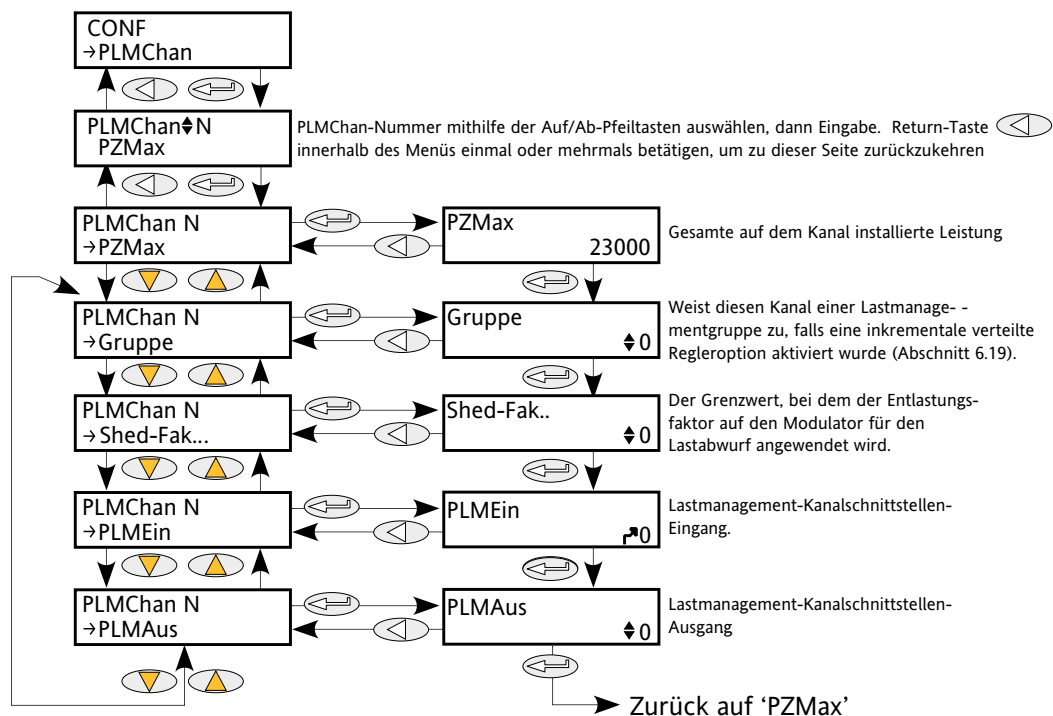 CONF
→PLMChan
PLMChan♦N
PZMax
PLMChan-Nummer mithilfe der Auf/Ab-Pfeiltasten auswählen, dann Eingabe. Return-Taste
innerhalb des Menüs einmal oder mehrmals betätigen, um zu dieser Seite zurückzukehren
PLMChan N
→PZMax
PZMax
23000
Gesamte auf dem Kanal installierte Leistung
PLMChan N
→Gruppe
Gruppe
♦0
Weist diesen Kanal einer Lastmanage- -
mentgruppe zu, falls eine inkrementale verteilte
Regleroption aktiviert wurde (Abschnitt 6.19).
PLMChan N
→Shed-Fak...
Shed-Fak..
♦0
Der Grenzwert, bei dem der Entlastungs-
faktor auf den Modulator für den
Lastabwurf angewendet wird.
PLMChan N
→PLMEin
PLMEin
0
Lastmanagement-Kanalschnittstellen-
Eingang.
PLMChan N
→PLMAus
PLMAus
♦0
Lastmanagement-Kanalschnittstellen-
Ausgang
Zurück auf ‘PZMax’